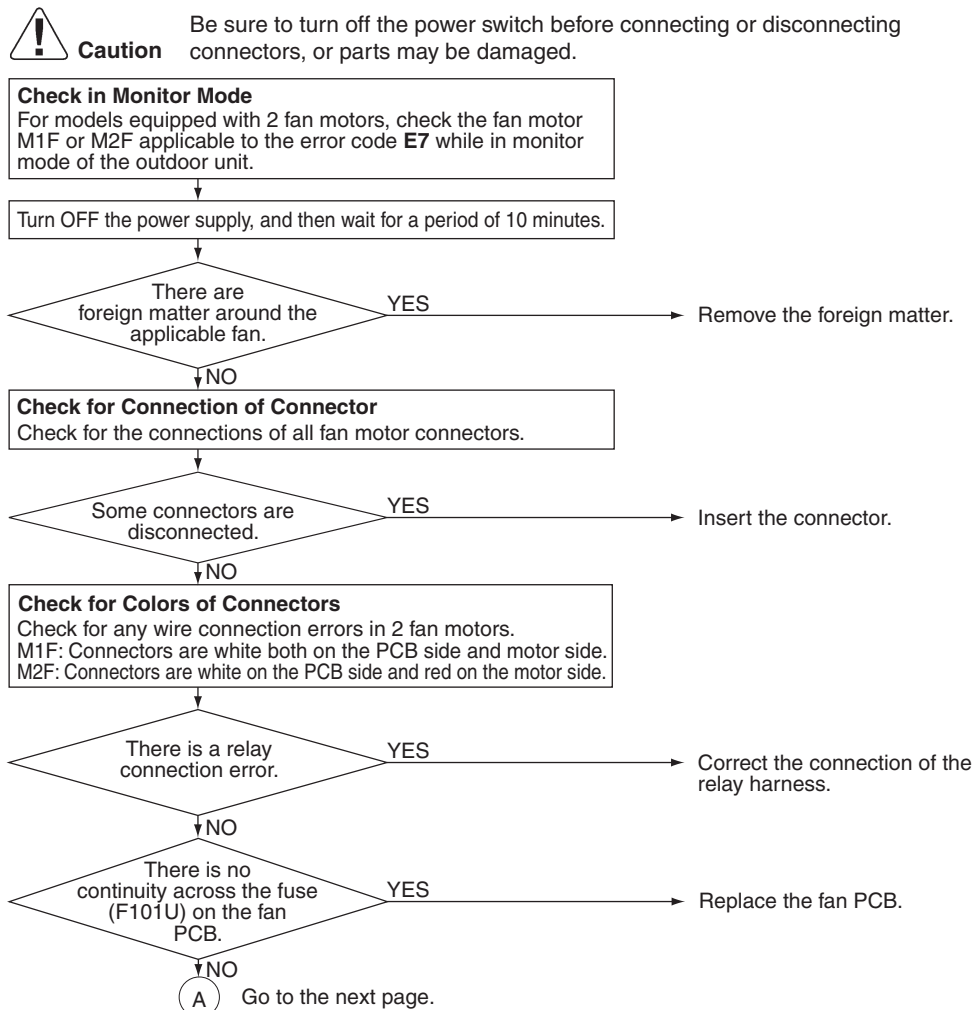 Caution
Be sure to turn off the power switch before connecting or disconnecting
connectors, or parts may be damaged.
Check in Monitor Mode
For models equipped with 2 fan motors, check the fan motor
M1F or M2F applicable to the error code E7 while in monitor
mode of the outdoor unit.
Turn OFF the power supply, and then wait for a period of 10 minutes.
There are
foreign matter around the
applicable fan.
YES
Remove the foreign matter.
NO
Check for Connection of Connector
Check for the connections of all fan motor connectors.
Some connectors are
disconnected.
YES
Insert the connector.
NO
Check for Colors of Connectors
Check for any wire connection errors in 2 fan motors.
M1F: Connectors are white both on the PCB side and motor side.
M2F: Connectors are white on the PCB side and red on the motor side.
There is a relay
connection error.
YES
Correct the connection of the
relay harness.
NO
There is no
continuity across the fuse
(F101U) on the fan
PCB.
YES
Replace the fan PCB.
NO
A
Go to the next page.